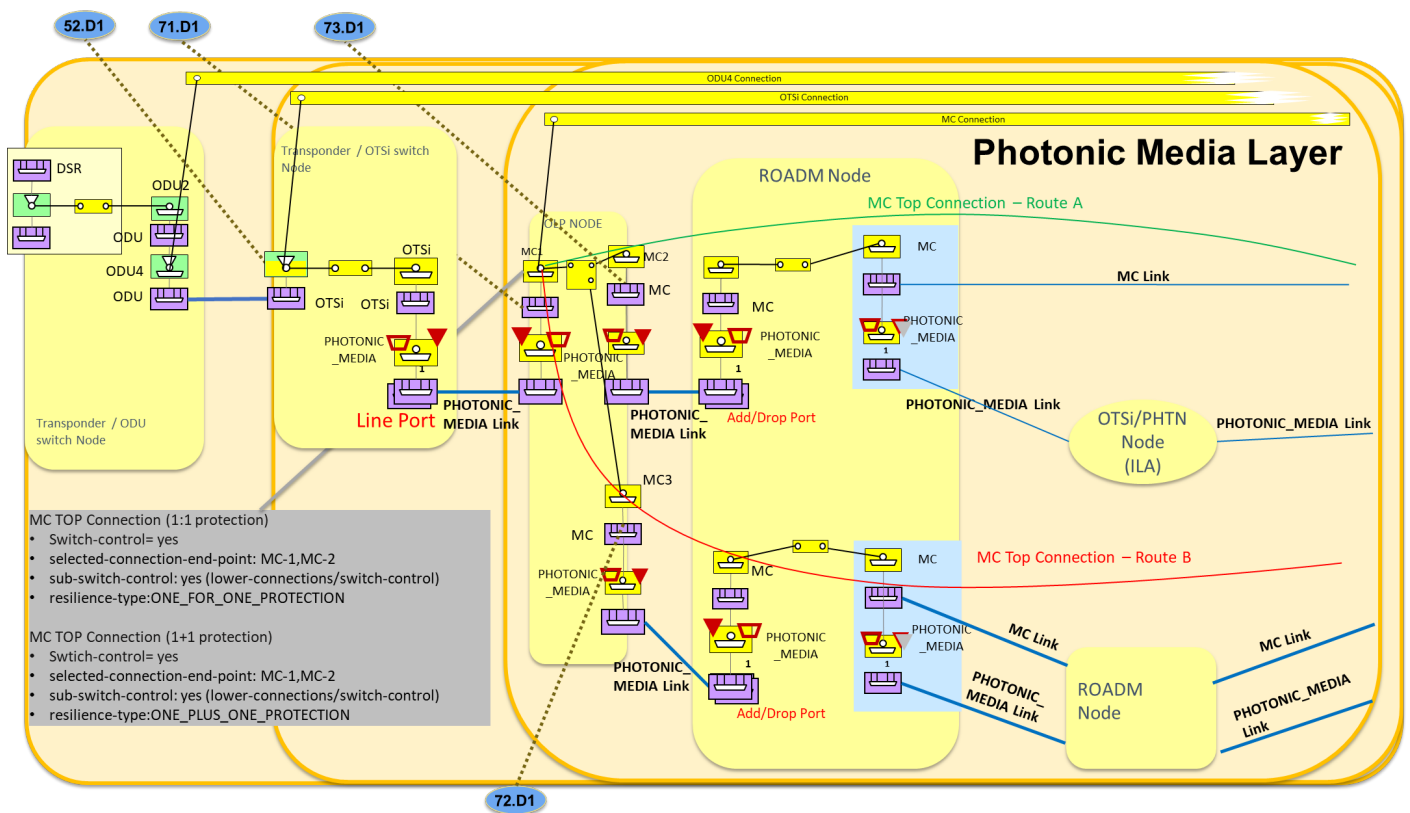 52.D1
71.D1
73.D1
ODU4 Connection
OTSi Connection
MC Connection
Photonic Media Layer
Transponder / OTSi switch
Node
DSR
ODU2
ODU
ODU4
ODU
Transponder / ODU
switch Node
OTSi
OTSi
OTSi
PHOTONIC
_MEDIA
1
Line Port
PHOTONIC_
MEDIA Link
OLP NODE
MC1
MC2
MC
PHOTONIC
_MEDIA
PHOTONIC_
MEDIA Link
MC3
MC
PHOTONIC
_MEDIA
PHOTONIC_
MEDIA Link
ROADM Node
MC
PHOTONIC
_MEDIA
1
Add/Drop Port
MC
PHOTONIC
_MEDIA
1
MC Top Connection – Route A
MC Link
PHOTONIC_MEDIA Link
OTSi/PHTN
Node
(ILA)
PHOTONIC_MEDIA Link
MC
PHOTONIC
_MEDIA
1
Add/Drop Port
MC
PHOTONIC
_MEDIA
1
MC Top Connection – Route B
MC Link
PHOTONIC_
MEDIA Link
ROADM
Node
MC Link
PHOTONIC_MEDIA
Link
MC TOP Connection (1:1 protection)
• Switch-control= yes
• selected-connection-end-point: MC-1,MC-2
• sub-switch-control: yes (lower-connections/switch-control)
• resilience-type:ONE_FOR_ONE_PROTECTION
MC TOP Connection (1+1 protection)
• Swtich-control= yes
• selected-connection-end-point: MC-1,MC-2
• sub-switch-control: yes (lower-connections/switch-control)
• resilience-type:ONE_PLUS_ONE_PROTECTION
72.D1